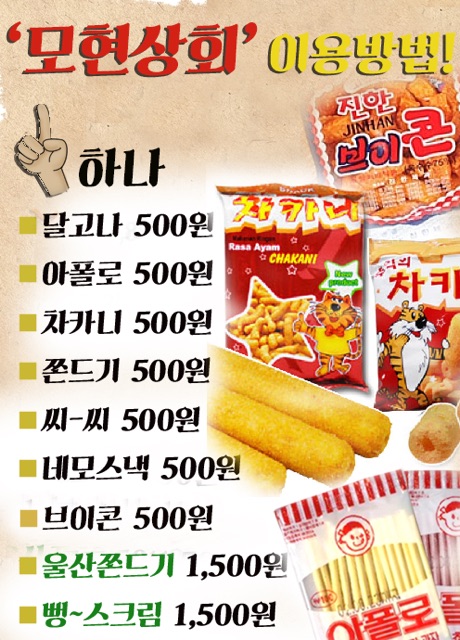 ‘모현상회’ 이용방법!
하나
달고나 500원
아폴로 500원
차카니 500원
쫀드기 500원
씨-씨 500원
네모스낵 500원
브이콘 500원
울산쫀드기 1,500원
뻥~스크림 1,500원
진한
JINHAN
브이콘
차카니
Rasa Ayam
CHAKANI
New
product
차카
아폴로